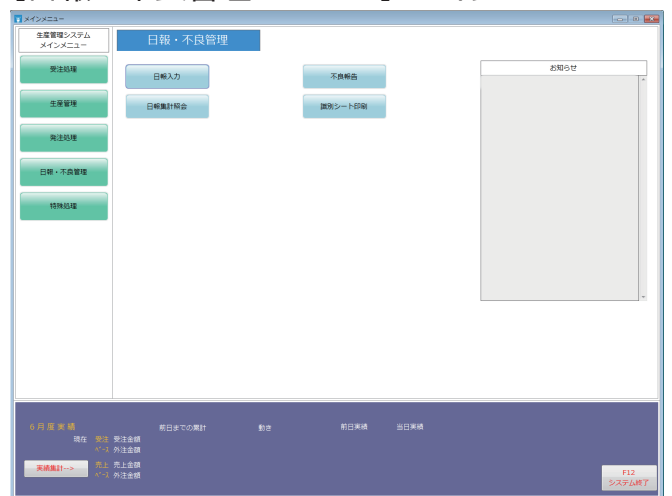 メインメニュー
生産管理システム
メインメニュー
日報・不良管理
受注処理
生産管理
発注処理
日報・不良管理
特殊処理
日報入力
不良報告
日報集計照会
識別シート印刷
お知らせ
6月度実績
前日までの累計 動き 前日実績 当日実績
現在 受注 受注金額
ﾍﾞｰｽ 外注金額
売上 売上金額
ﾍﾞｰｽ 外注金額
実績集計-->
F12
システム終了